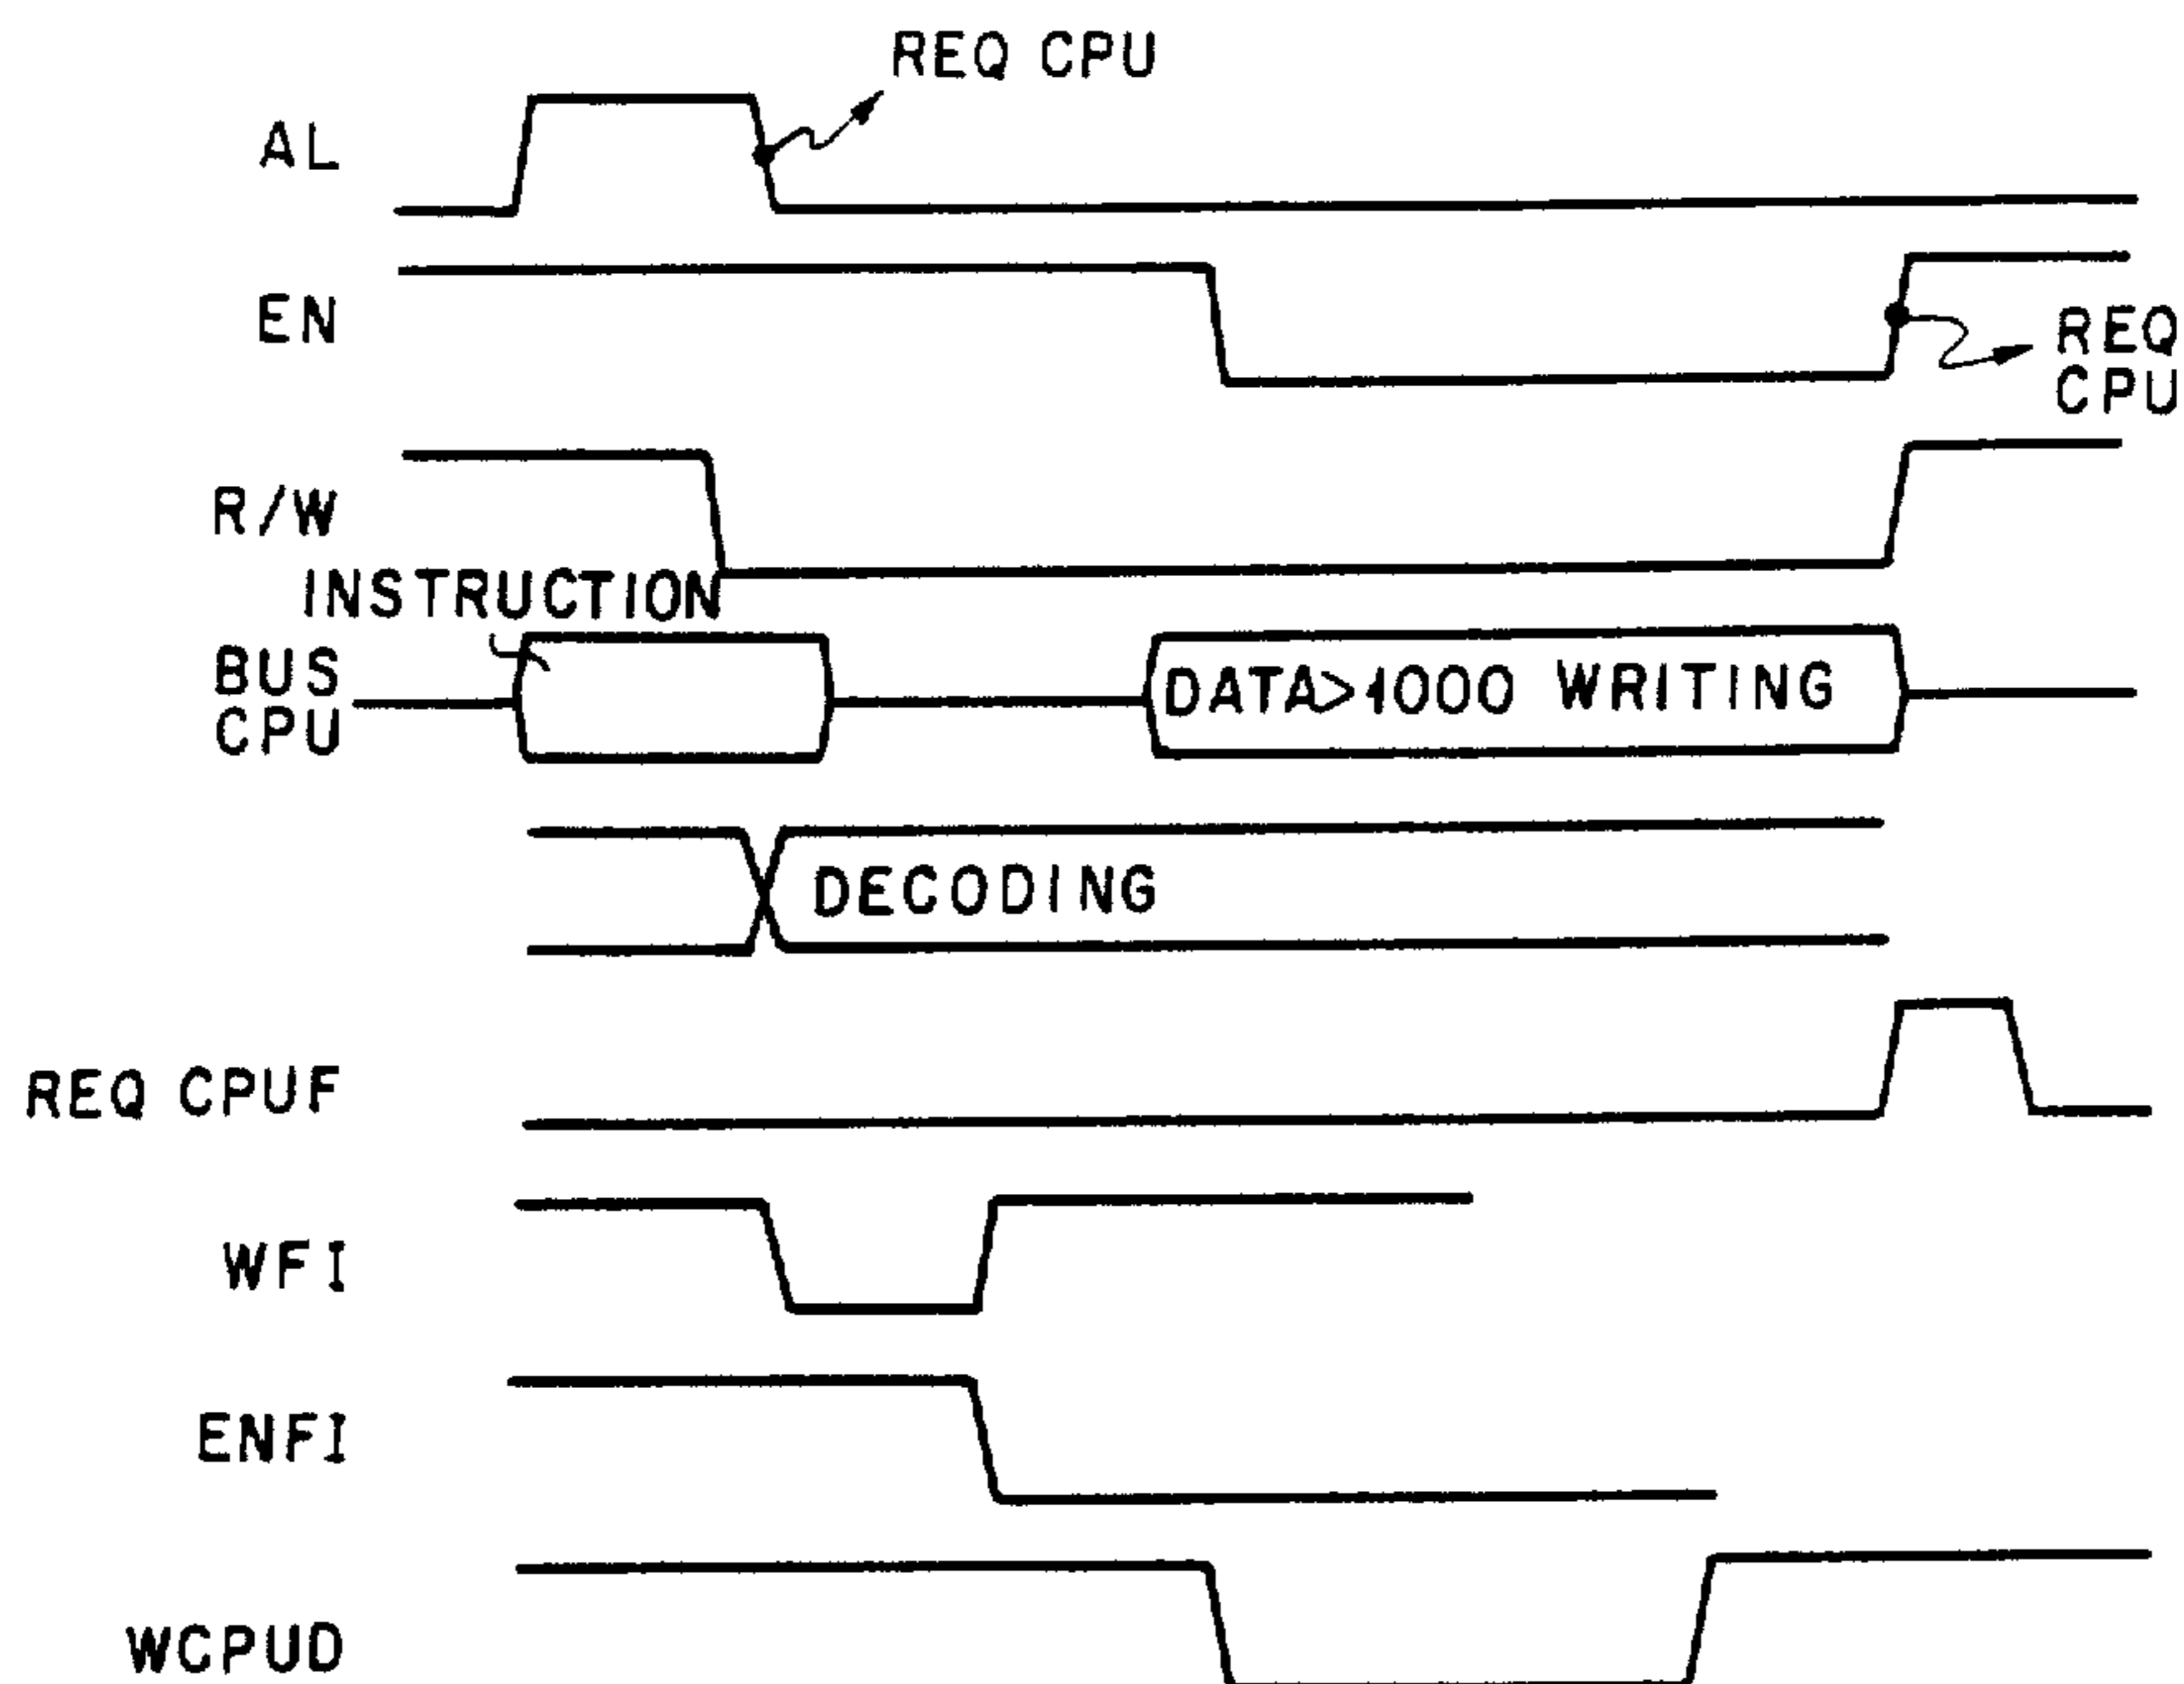 REQ CPU
AL
EN
REQ
CPU
R/W
INSTRUCTION
BUS
CPU
DATA>1000 WRITING
DECODING
REQ CPUF
WFI
ENFI
WCPUD